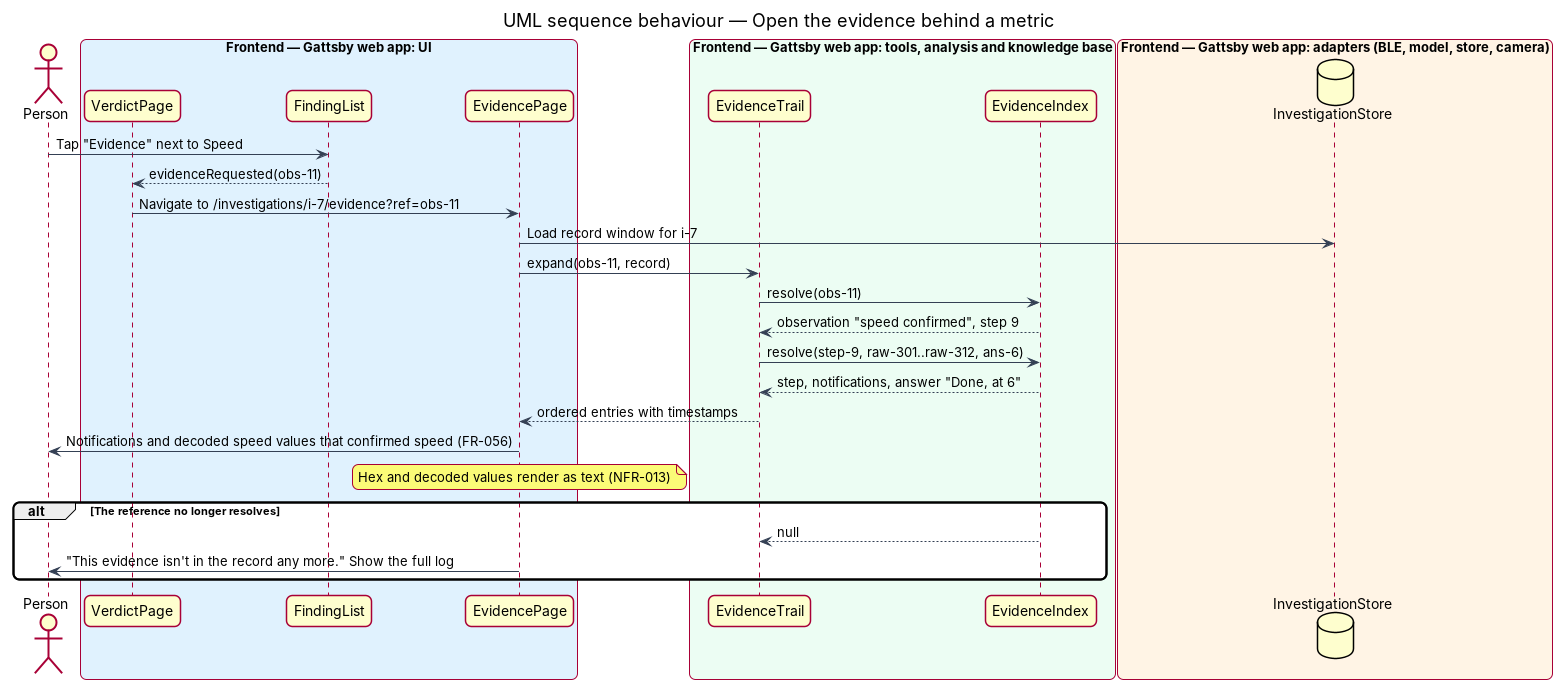 UML sequence behaviour — Open the evidence behind a metric
Frontend — Gattsby web app: UI
Frontend — Gattsby web app: tools, analysis and knowledge base
Frontend — Gattsby web app: adapters (BLE, model, store, camera)
Person
VerdictPage
FindingList
EvidencePage
EvidenceTrail
EvidenceIndex
InvestigationStore
Tap "Evidence" next to Speed
evidenceRequested(obs-11)
Navigate to /investigations/i-7/evidence?ref=obs-11
Load record window for i-7
expand(obs-11, record)
resolve(obs-11)
observation "speed confirmed", step 9
resolve(step-9, raw-301..raw-312, ans-6)
step, notifications, answer "Done, at 6"
ordered entries with timestamps
Notifications and decoded speed values that confirmed speed (FR-056)
Hex and decoded values render as text (NFR-013)
alt
[The reference no longer resolves]
null
"This evidence isn't in the record any more." Show the full log
Person
VerdictPage
FindingList
EvidencePage
EvidenceTrail
EvidenceIndex
InvestigationStore